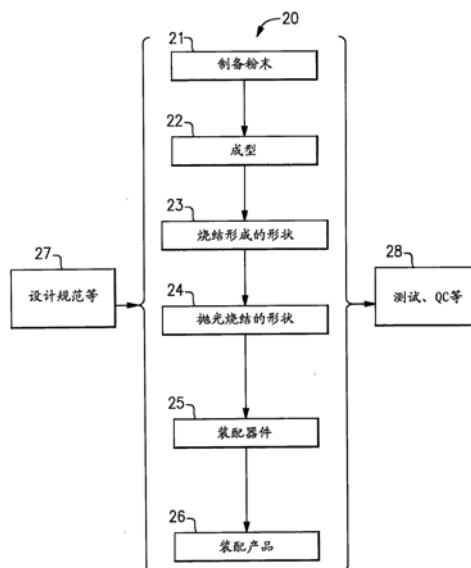 20
21
制备粉末
22
成型
23
烧结形成的形状
27
设计规范等
24
抛光烧结的形状
28
测试、QC等
25
装配器件
26
装配产品